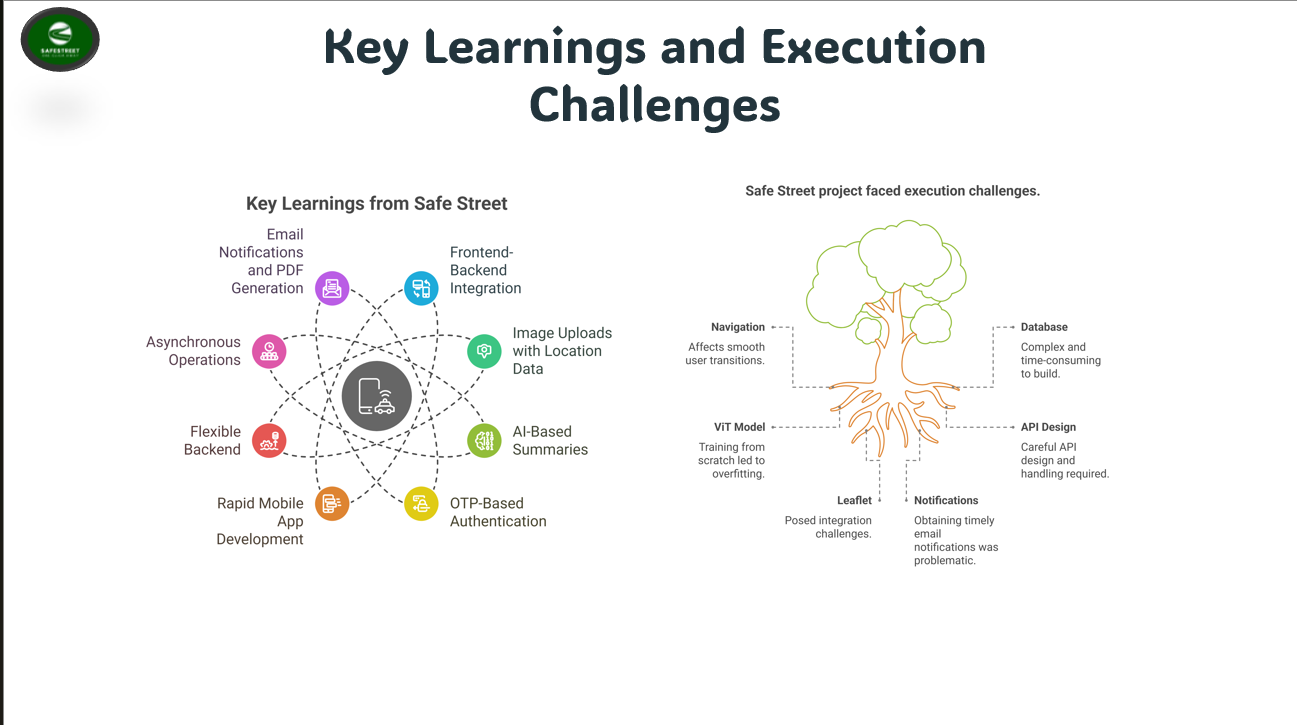 SAFESTREET
Key Learnings and Execution
Challenges
Key Learnings from Safe Street
Email
Notifications
and PDF
Generation
Frontend-
Backend
Integration
Asynchronous
Operations
Image Uploads
with Location
Data
Flexible
Backend
AI-Based
Summaries
Rapid Mobile
App
Development
OTP-Based
Authentication
Safe Street project faced execution challenges.
Navigation
Affects smooth
user transitions.
Database
Complex and
time-consuming
to build.
ViT Model
Training from
scratch led to
overfitting.
API Design
Careful API
design and
handling required.
Leaflet
Posed integration
challenges.
Notifications
Obtaining timely
email
notifications was
problematic.